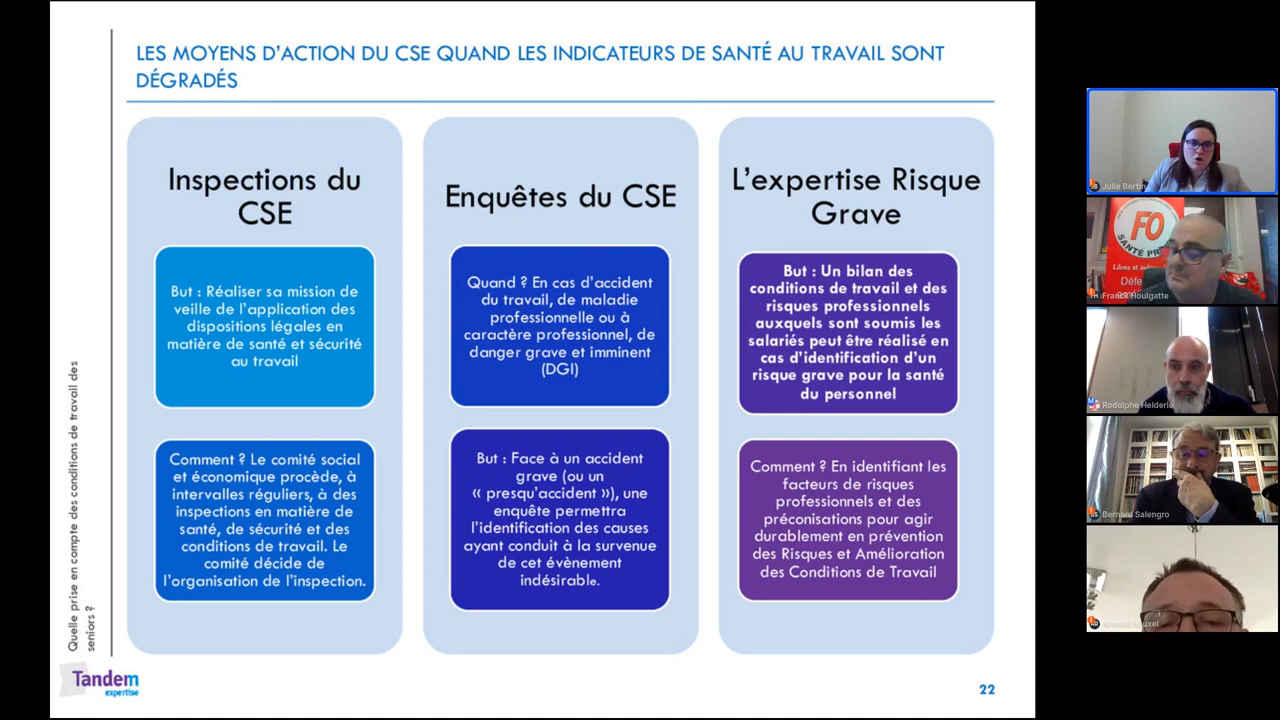 LES MOYENS D'ACTION DU CSE QUAND LES INDICATEURS DE SANTÉ AU TRAVAIL SONT
DÉGRADÉS
Inspections du
CSE
But : Réaliser sa mission de
veille de l'application des
dispositions légales en
matière de santé et sécurité
au travail
Comment ? Le comité social
et économique procède, à
intervalles réguliers, à des
inspections en matière de
santé, de sécurité et des
conditions de travail. Le
comité décide de
l'organisation de l'inspection.
Enquêtes du CSE
Quand ? En cas d'accident
du travail, de maladie
professionnelle ou à
caractère professionnel, de
danger grave et imminent
(DGI)
But : Face à un accident
grave (ou un
« presqu'accident »), une
enquête permettra
l'identification des causes
ayant conduit à la survenue
de cet évènement
indésirable.
L'expertise Risque
Grave
But : Un bilan des
conditions de travail et des
risques professionnels
auxquels sont soumis les
salariés peut être réalisé en
cas d'identification d'un
risque grave pour la santé
du personnel
Comment ? En identifiant les
facteurs de risques
professionnels et des
préconisations pour agir
durablement en prévention
des Risques et Amélioration
des Conditions de Travail
Quelle prise en compte des conditions de travail des
seniors ?
Tandem
expertise
22
Julie Bertin
FO
SANTÉ
Libres et
Défe
Franck Houlgatte
Rodolphe Helderlé
Bernard Salengro